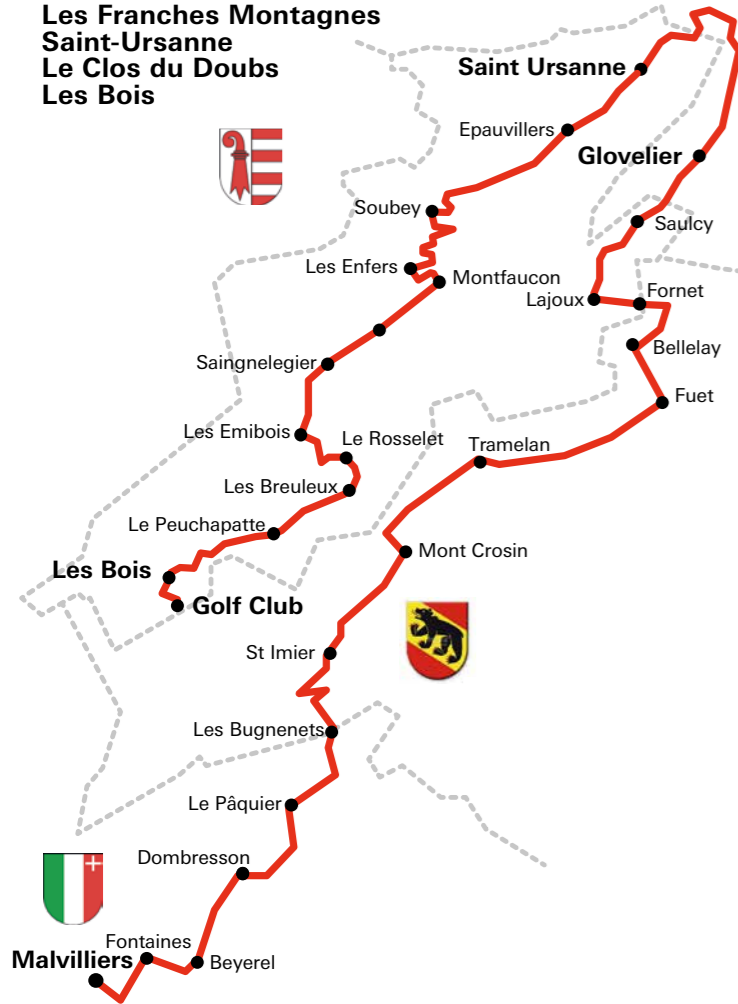 Les Franches Montagnes
Saint-Ursanne
Le Clos du Doubs
Les Bois
Saint Ursanne
Epauvillers
Glovelier
Soubey
Saulcy
Les Enfers
Montfaucon
Lajoux
Fornet
Bellelay
Saingnelegier
Fuet
Les Emibois
Le Rosselet
Tramelan
Les Breuleux
Le Peuchapatte
Mont Crosin
Les Bois
Golf Club
St Imier
Les Bugnenets
Le Pâquier
Dombresson
Fontaines
Malvilliers
Beyerel